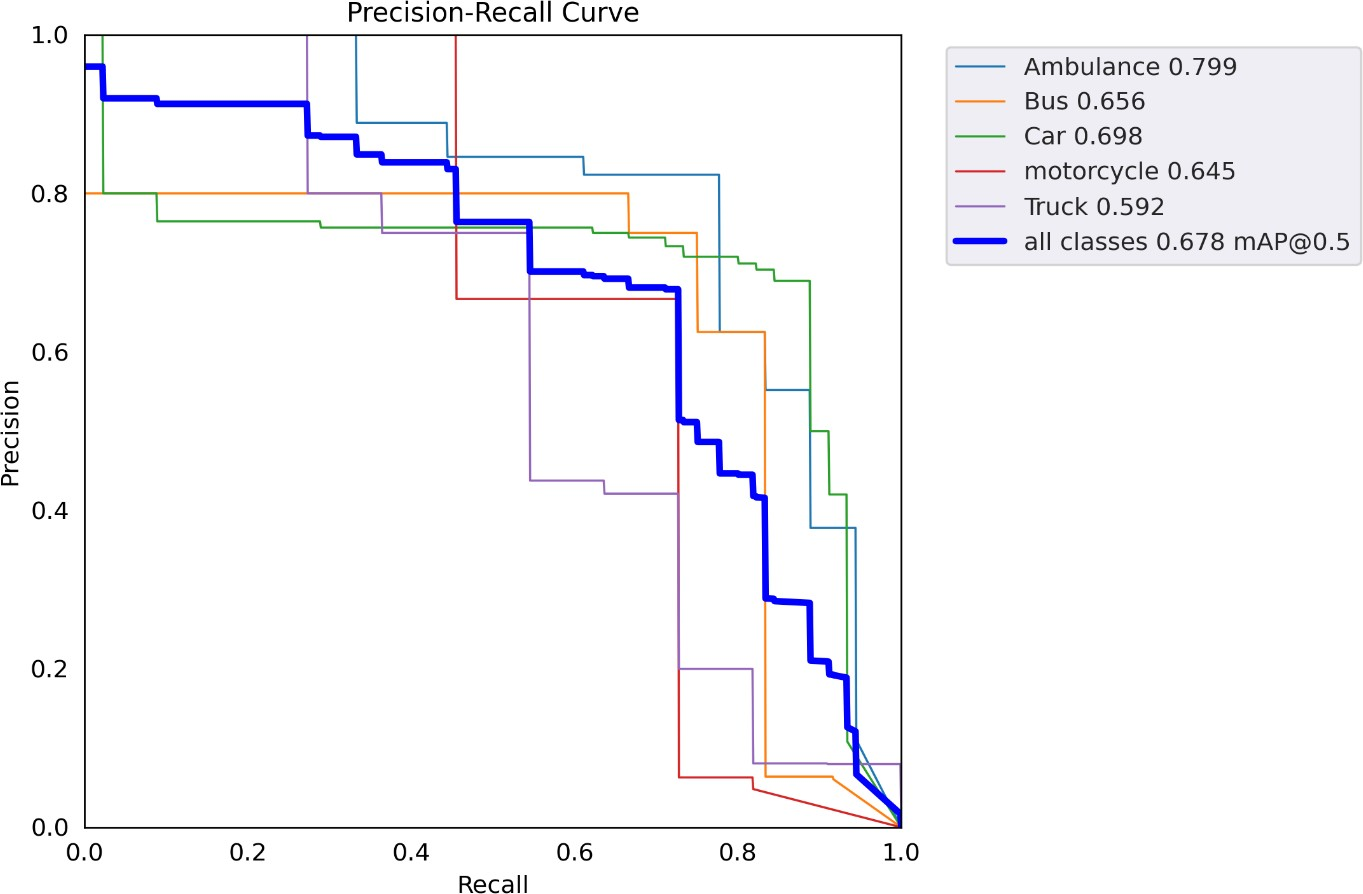 Precision-Recall Curve
1.0
0.8
0.6
0.4
0.2
0.0
Precision
0.0 0.2 0.4 0.6 0.8 1.0
Recall
Ambulance 0.799
Bus 0.656
Car 0.698
motorcycle 0.645
Truck 0.592
all classes 0.678 mAP@0.5